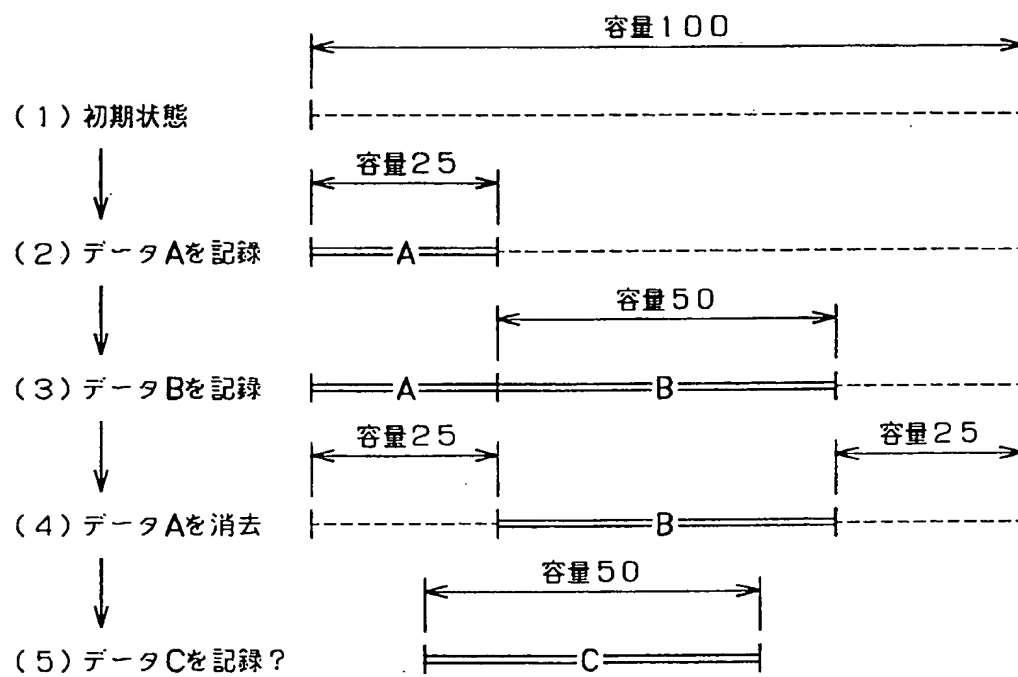 容量100
(1)初期状態
容量25
(2)データAを記録
A
容量50
(3)データBを記録
A
B
容量25
容量25
(4)データAを消去
B
容量50
(5)データCを記録?
C